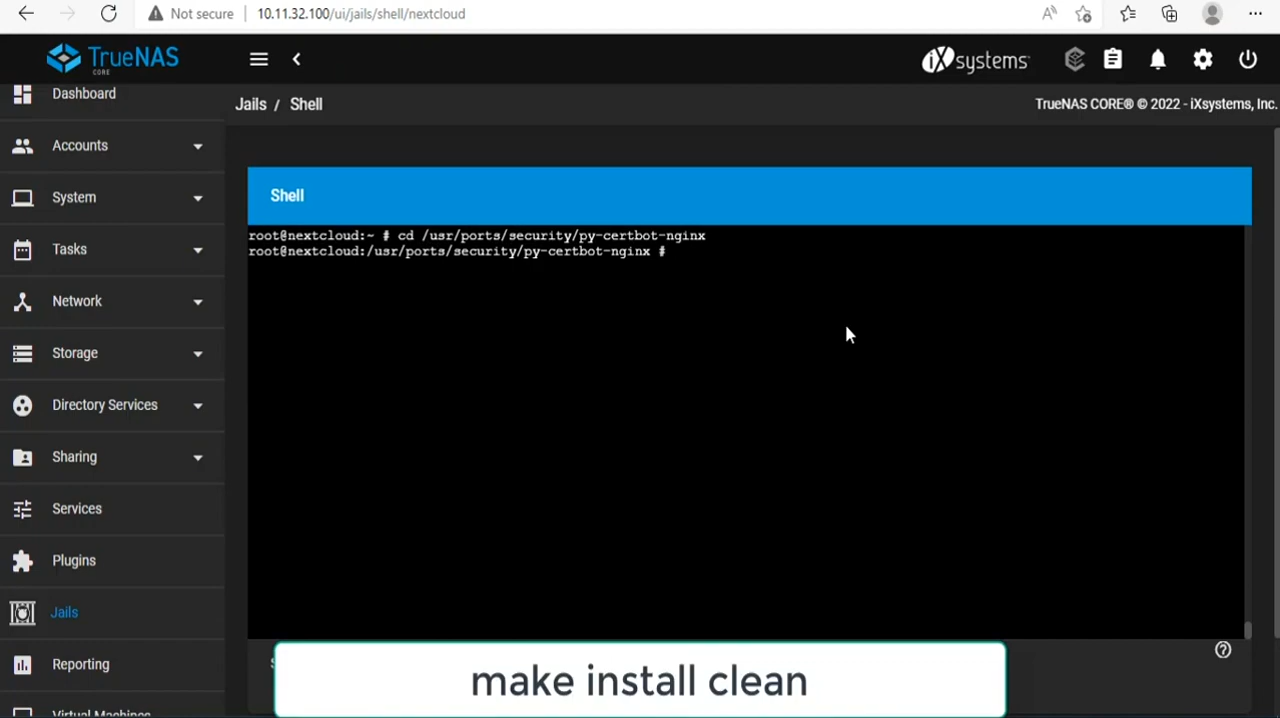 Not secure
10.11.32.100/ui/jails/shell/nextcloud
TrueNAS
CORE
iXsystems
Dashboard
Accounts
System
Tasks
Network
Storage
Directory Services
Sharing
Services
Plugins
Jails
Reporting
Virtual Machines
Jails / Shell
TrueNAS CORE® © 2022 - iXsystems, Inc.
Shell
root@nextcloud:~ # cd /usr/ports/security/py-certbot-nginx
root@nextcloud:/usr/ports/security/py-certbot-nginx #
make install clean